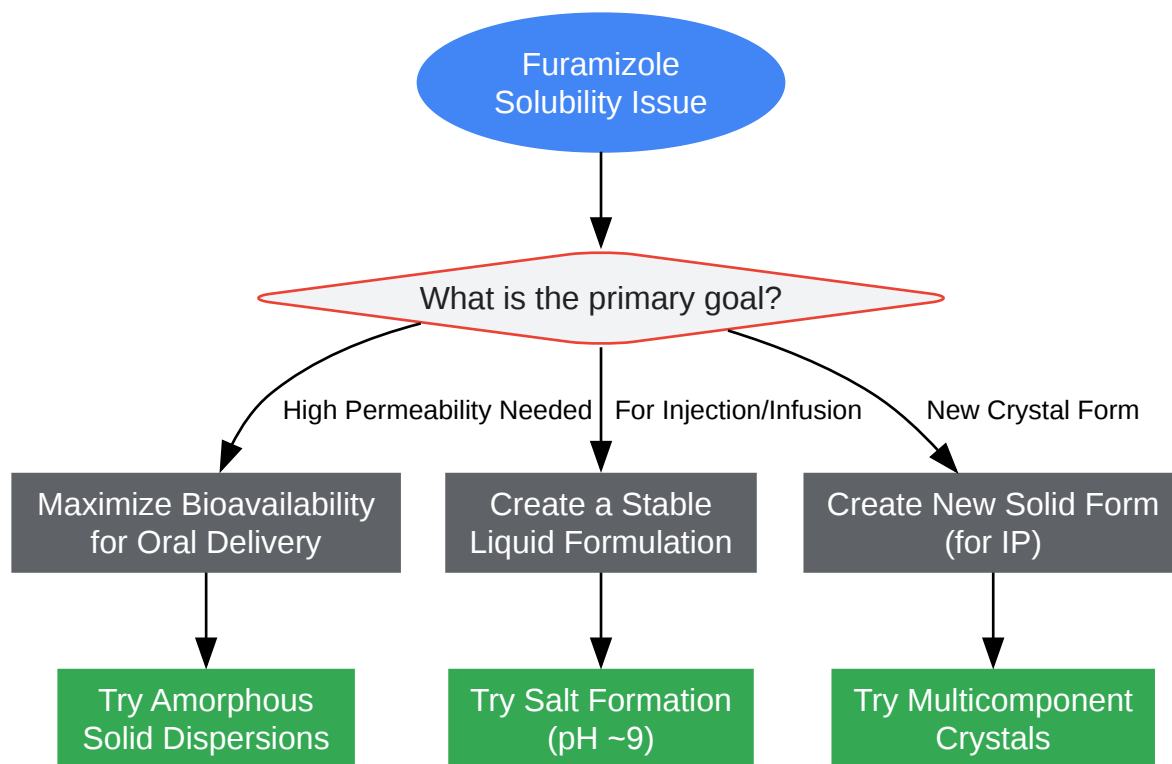 Furamizole
Solubility Issue
What is the primary goal?
High Permeability Needed
For Injection/Infusion
New Crystal Form
Maximize Bioavailability
for Oral Delivery
Create a Stable
Liquid Formulation
Create New Solid Form
(for IP)
Try Amorphous
Solid Dispersions
Try Salt Formation
(pH ~9)
Try Multicomponent
Crystals